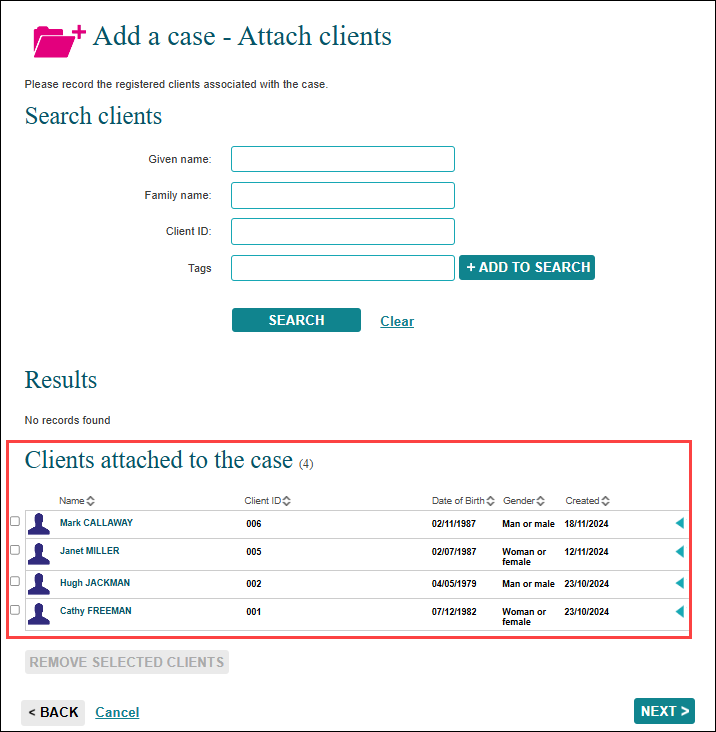 Add a case - Attach clients
Please record the registered clients associated with the case.
Search clients
Given name:
Family name:
Client ID:
Tags
+ ADD TO SEARCH
SEARCH Clear
Results
No records found
Clients attached to the case (4)
Name Client ID Date of Birth Gender Created
Mark CALLAWAY 006 02/11/1987 Man or male 18/11/2024
Janet MILLER 005 02/07/1987 Woman or female 12/11/2024
Hugh JACKMAN 002 04/05/1979 Man or male 23/10/2024
Cathy FREEMAN 001 07/12/1982 Woman or female 23/10/2024
REMOVE SELECTED CLIENTS
< BACK Cancel NEXT >